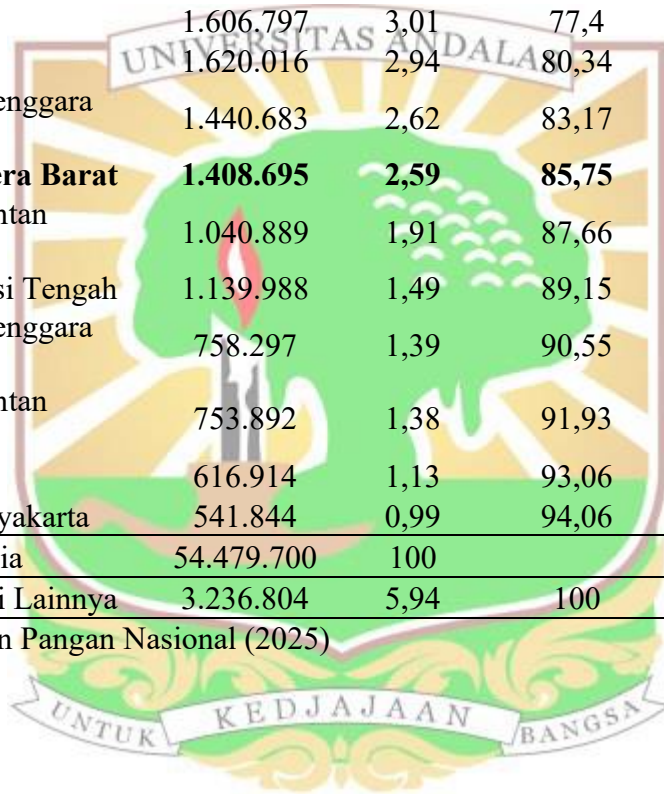 1.606.797 3,01 77,4
UNIVERSITAS ANDALAS
1.620.016 2,94 80,34
enggara
1.440.683 2,62 83,17
era Barat 1.408.695 2,59 85,75
ntan
1.040.889 1,91 87,66
si Tengah 1.139.988 1,49 89,15
enggara
758.297 1,39 90,55
ntan
753.892 1,38 91,93
616.914 1,13 93,06
yakarta 541.844 0,99 94,06
ia 54.479.700 100
i Lainnya 3.236.804 5,94 100
n Pangan Nasional (2025)
UNTUK KEDJAJAAN BANGSA